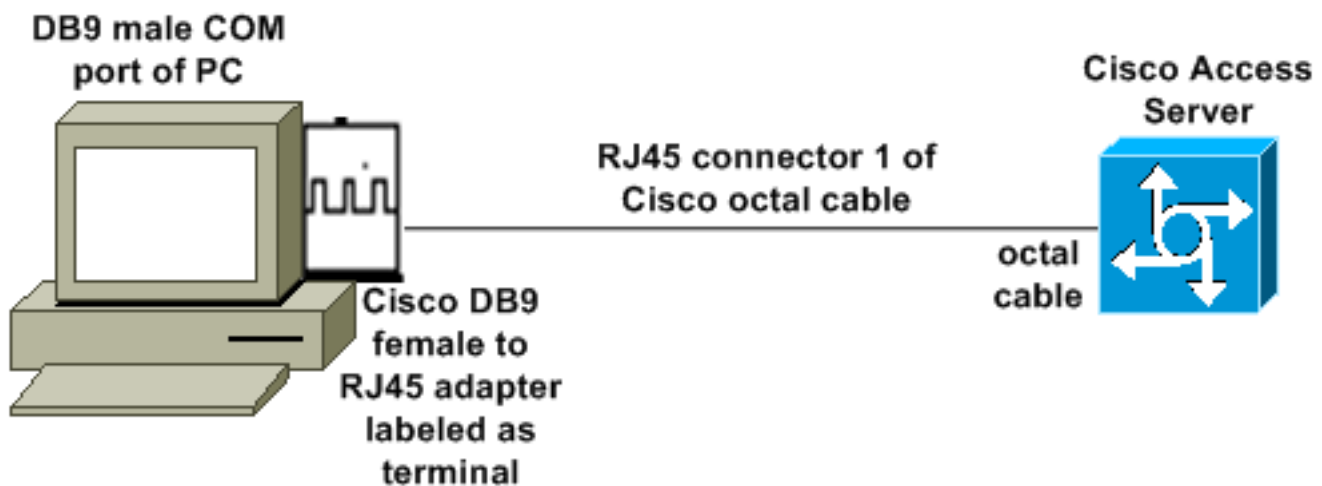 DB9 male COM
port of PC
Cisco Access
Server
RJ45 connector 1 of
Cisco octal cable
octal
cable
Cisco DB9
female to
RJ45 adapter
labeled as
terminal